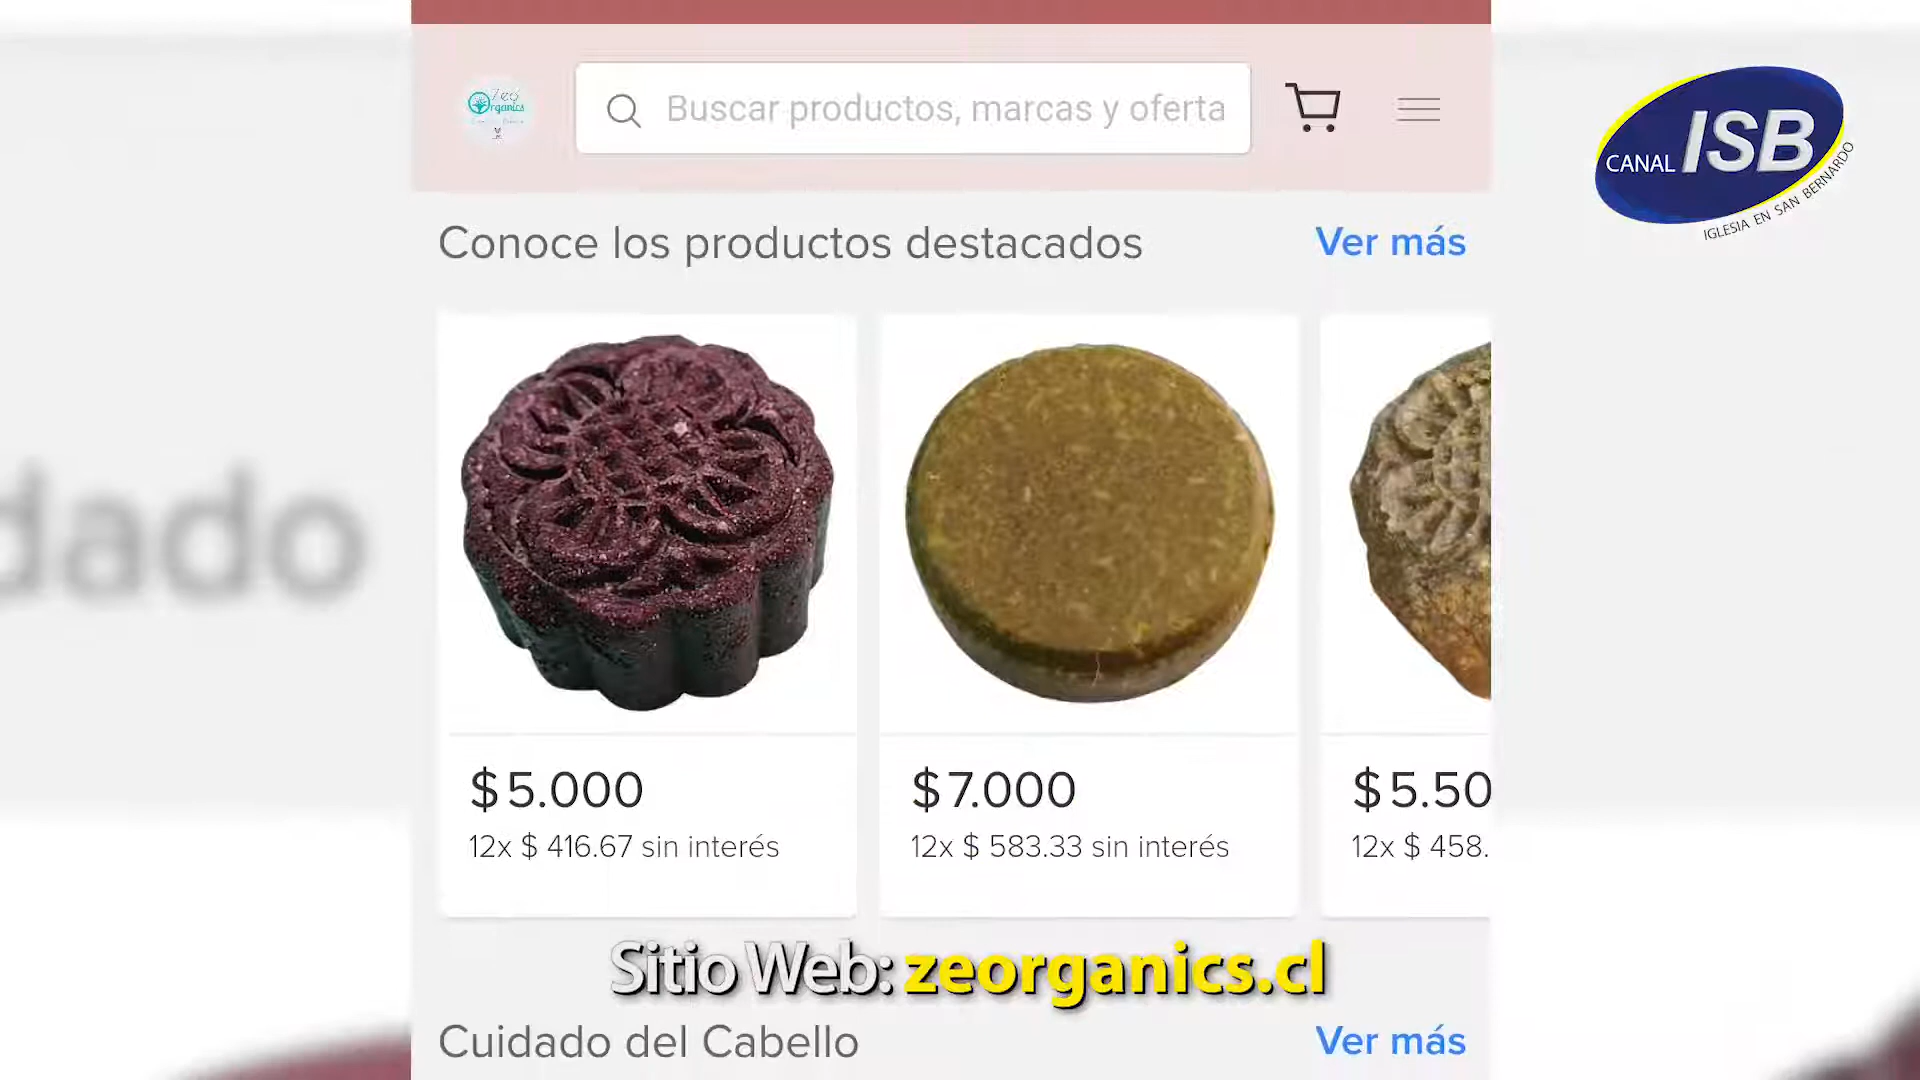 Zeo
Organics
Buscar productos, marcas y oferta
CANAL ISB
IGLESIA EN SAN BERNARDO
Conoce los productos destacados
Ver más
$ 5.000
12x $ 416.67 sin interés
$ 7.000
12x $ 583.33 sin interés
$ 5.50
12x $ 458.
dado
Sitio Web: zeorganics.cl
Cuidado del Cabello
Ver más